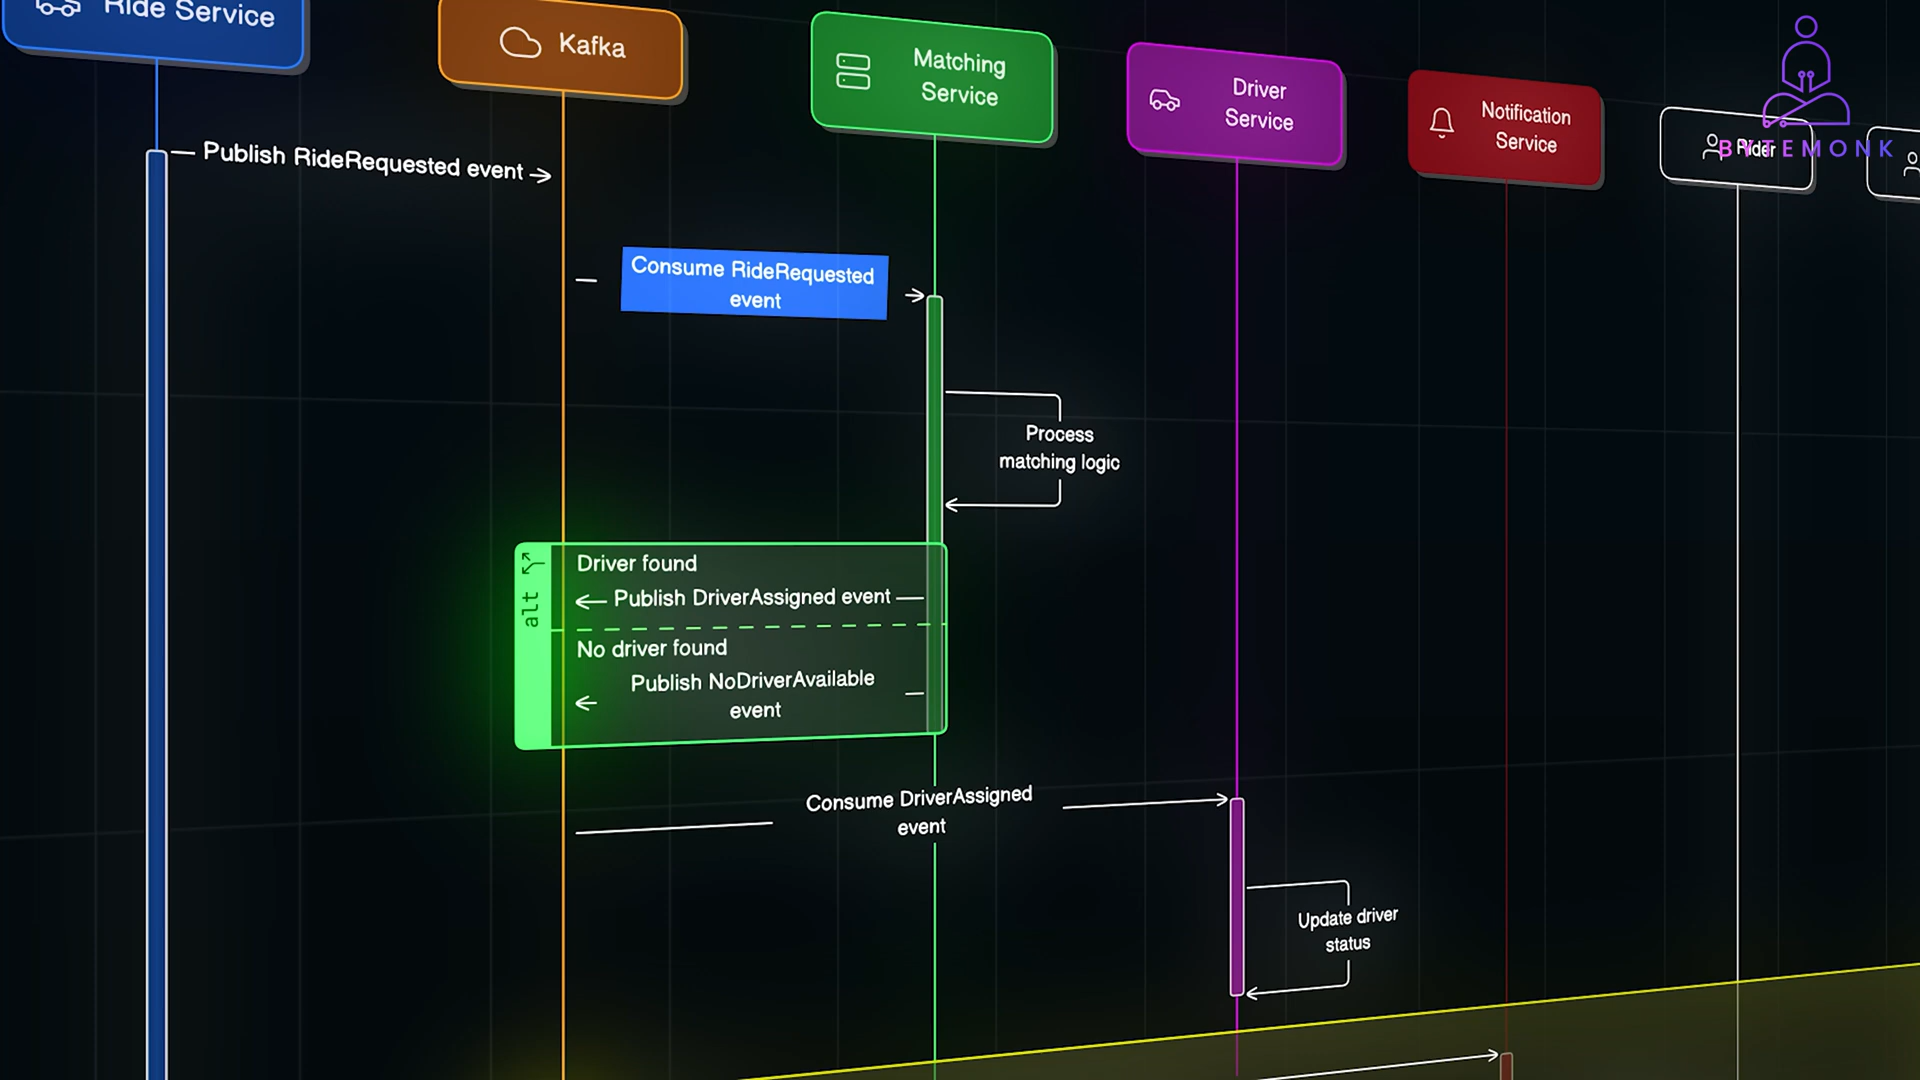 Ride Service
Kafka
Matching
Service
Driver
Service
Notification
Service
Rider
BYTEMONK
Publish RideRequested event
Consume RideRequested
event
Process
matching logic
alt
Driver found
Publish DriverAssigned event
No driver found
Publish NoDriverAvailable
event
Consume DriverAssigned
event
Update driver
status